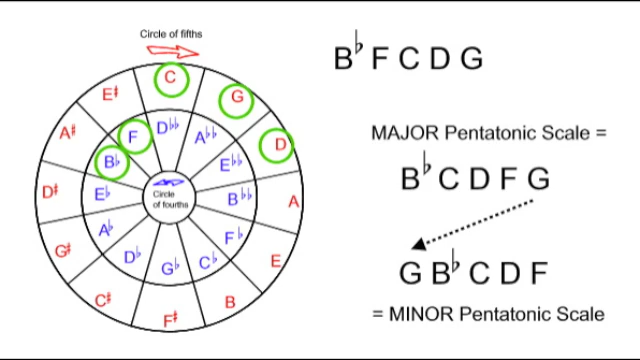 Circle of fifths
B♭ F C D G
C
G
D
A
E
B
F♯
C♯
G♯
D♯
A♯
E♯
D♭♭
A♭♭
E♭♭
B♭♭
F♭
C♭
G♭
D♭
A♭
E♭
B♭
F
Circle
of fourths
MAJOR Pentatonic Scale =
B♭ C D F G
G B♭ C D F
= MINOR Pentatonic Scale